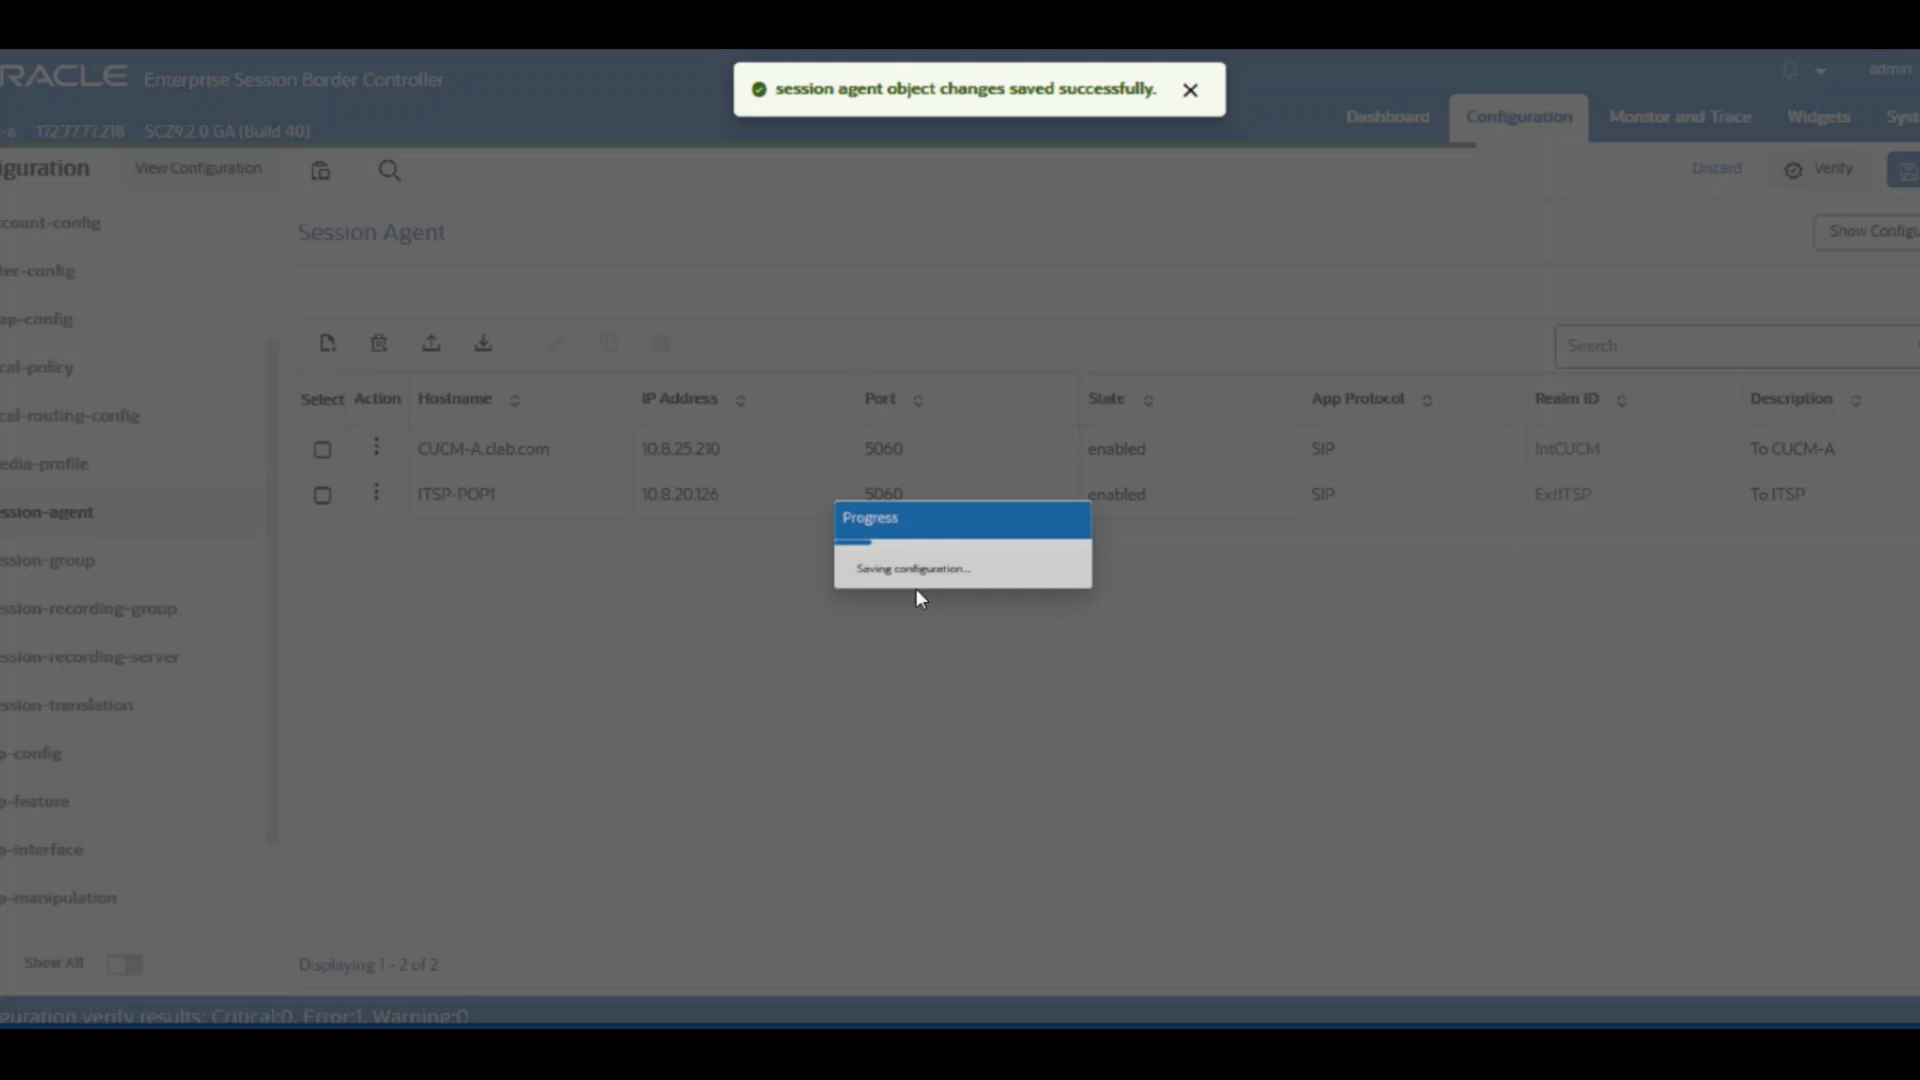 RACLE Enterprise Session Border Controller
session agent object changes saved successfully.
admin
-a 172.77.77.218 SCZ9.2.0 GA (Build 40)
Dashboard Configuration Monitor and Trace Widgets Syst
iguration View Configuration
Discard Verify
count-config
ter-config
ap-config
cal-policy
cal-routing-config
edia-profile
ession-agent
ession-group
ession-recording-group
ession-recording-server
ession-translation
p-config
p-feature
p-interface
p-manipulation
Show All
Session Agent
Show Configu
Search
Select Action Hostname IP Address Port State App Protocol Realm ID Description
CUCM-A.clab.com 10.8.25.210 5060 enabled SIP IntCUCM To CUCM-A
ITSP-POP1 10.8.20.126 5060 enabled SIP ExtITSP To ITSP
Progress
Saving configuration...
Displaying 1 - 2 of 2
guration verify results: Critical:0, Error:1, Warning:0